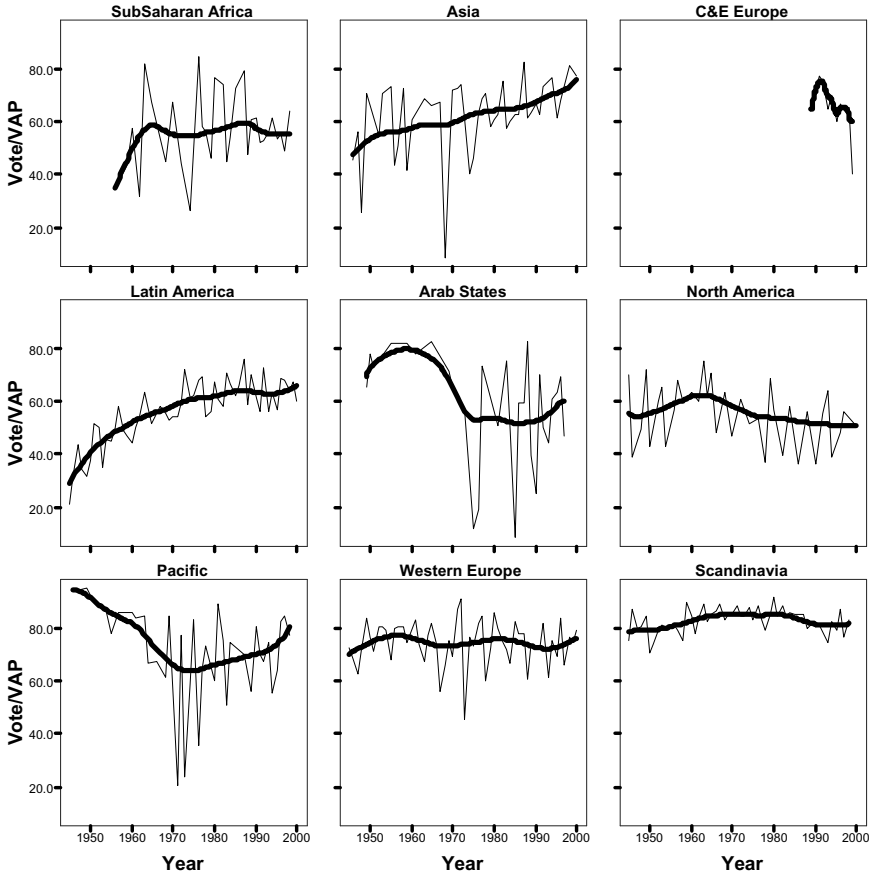 SubSaharan Africa Asia C&E Europe
Vote/VAP
80.0
60.0
40.0
20.0
Latin America Arab States North America
Vote/VAP
80.0
60.0
40.0
20.0
Pacific Western Europe Scandinavia
Vote/VAP
80.0
60.0
40.0
20.0
1950 1960 1970 1980 1990 2000 1950 1960 1970 1980 1990 2000 1950 1960 1970 1980 1990 2000
Year Year Year